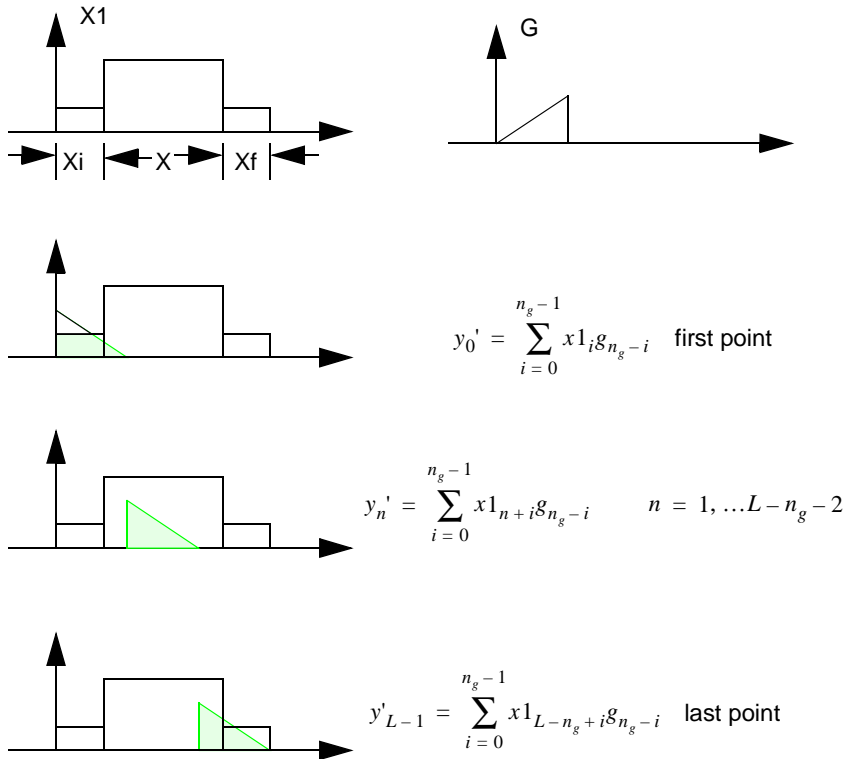 X1
G
Xi X Xf
y_0' = \sum_{i=0}^{n_g-1} x1_i g_{n_g-i} first point
y_n' = \sum_{i=0}^{n_g-1} x1_{n+i} g_{n_g-i} n = 1, …L – n_g – 2
y'_{L-1} = \sum_{i=0}^{n_g-1} x1_{L-n_g+i} g_{n_g-i} last point